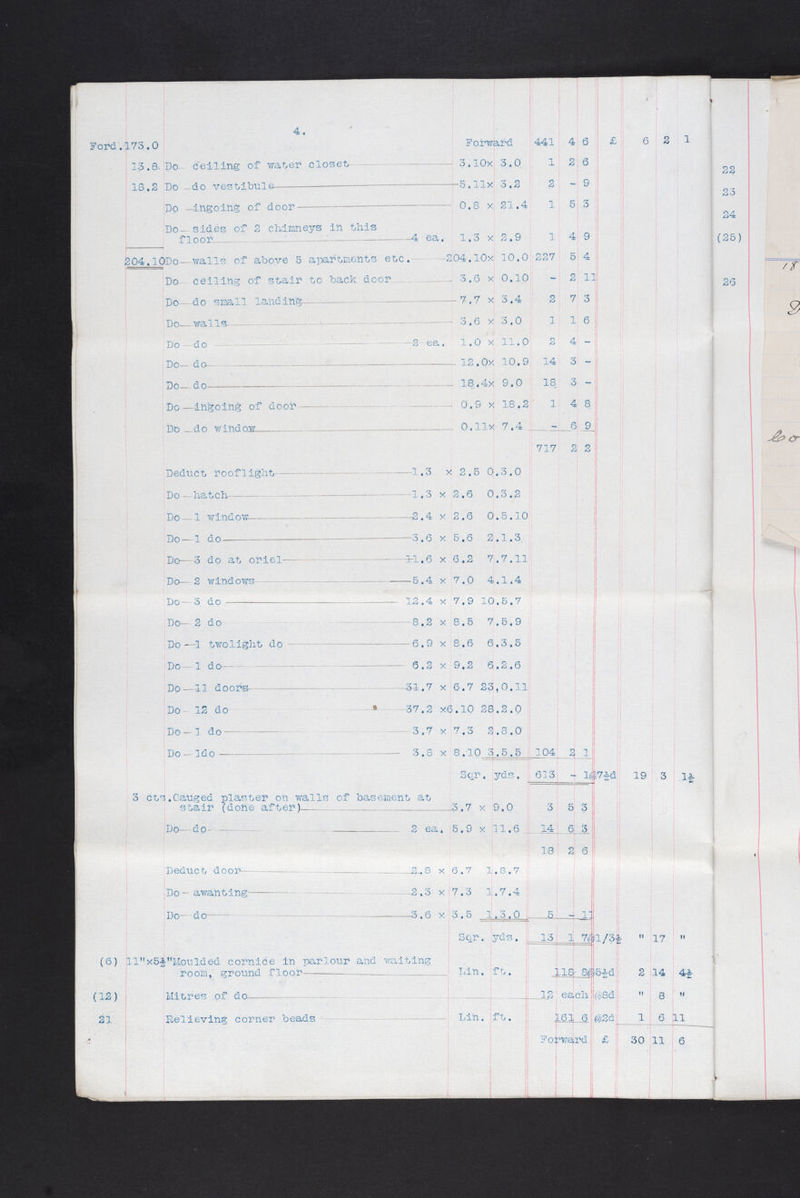 4.
Ford.173.0 Forward 441 4 6 £ 6 2 1
13.8 Do ceiling of water closet 3.10x 3.0 1 2 6
18.2 Do do vestibule 5.11x 3.2 2 - 9
Do ingoing of door 0.8 x 21.4 1 5 3
Do sides of 2 chimneys in this
floor 4 ea. 1.3 x 2.9 1 4 9
204.10 Do walls of above 5 apartments etc. 204.10x 10.0 227 5 4
Do ceiling of stair to back door 3.6 x 0.10 - 2 11
Do do small landing 7.7 x 3.4 2 7 3
Do walls 3.6 x 3.0 1 1 6
Do do 2 ea. 1.0 x 11.0 2 4 -
Do do 12.0x 10.9 14 3 -
Do do 18.4x 9.0 18 3 -
Do ingoing of door 0.9 x 18.2 1 4 8
Do do window 0.11x 7.4 - 6 9
717 2 2
Deduct rooflight 1.3 x 2.5 0.3.0
Do hatch 1.3 x 2.6 0.3.2
Do 1 window 2.4 x 2.6 0.5.10
Do 1 do 3.6 x 5.6 2.1.3
Do 3 do at oriel 11.6 x 6.2 7.7.11
Do 2 windows 5.4 x 7.0 4.1.4
Do 3 do 12.4 x 7.9 10.5.7
Do 2 do 8.2 x 8.5 7.5.9
Do 1 twolight do 6.9 x 8.6 6.3.5
Do 1 do 6.2 x 9.2 6.2.6
Do 11 doors 31.7 x 6.7 23,0.11
Do 12 do 37.2 x6.10 28.2.0
Do 1 do 3.7 x 7.3 2.8.0
Do 1do 3.8 x 8.10 3.5.5 104 2 1
Sqr. yds. 613 - 1@7½d 19 3 1½
3 cts.Gauged plaster on walls of basement at
stair (done after) 3.7 x 9.0 3 5 3
Do do 2 ea. 5.9 x 11.6 14 6 3
18 2 6
Deduct door 2.8 x 6.7 1.8.7
Do awanting 2.3 x 7.3 1.7.4
Do do 3.6 x 3.5 1.3.0 5 - 11
Sqr. yds. 13 1 7@1/3½ " 17 "
(6) 11"x5½"Moulded cornice in parlour and waiting
room, ground floor Lin. ft. 118 8@5½d 2 14 4½
(12) Mitres of do 12 each @8d " 8 "
21 Relieving corner beads Lin. ft. 161 6 @2d 1 6 11
Forward £ 30 11 6
22
23
24
(25)
26